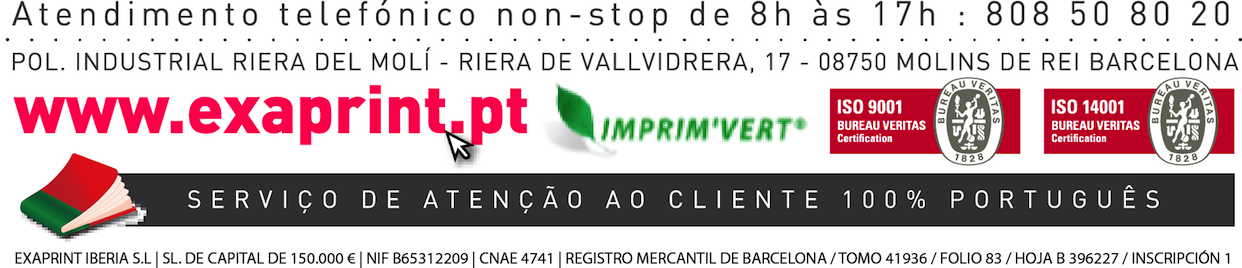 Atendimento telefónico non-stop de 8h às 17h : 808 50 80 20
POL. INDUSTRIAL RIERA DEL MOLÍ - RIERA DE VALLVIDRERA, 17 - 08750 MOLINS DE REI BARCELONA
www.exaprint.pt
IMPRIM'VERT®
ISO 9001
BUREAU VERITAS
Certification
BUREAU VERITAS
1828
ISO 14001
BUREAU VERITAS
Certification
BUREAU VERITAS
1828
SERVIÇO DE ATENÇÃO AO CLIENTE 100% PORTUGUÊS
EXAPRINT IBERIA S.L | SL. DE CAPITAL DE 150.000 € | NIF B65312209 | CNAE 4741 | REGISTRO MERCANTIL DE BARCELONA / TOMO 41936 / FOLIO 83 / HOJA B 396227 / INSCRIPCIÓN 1